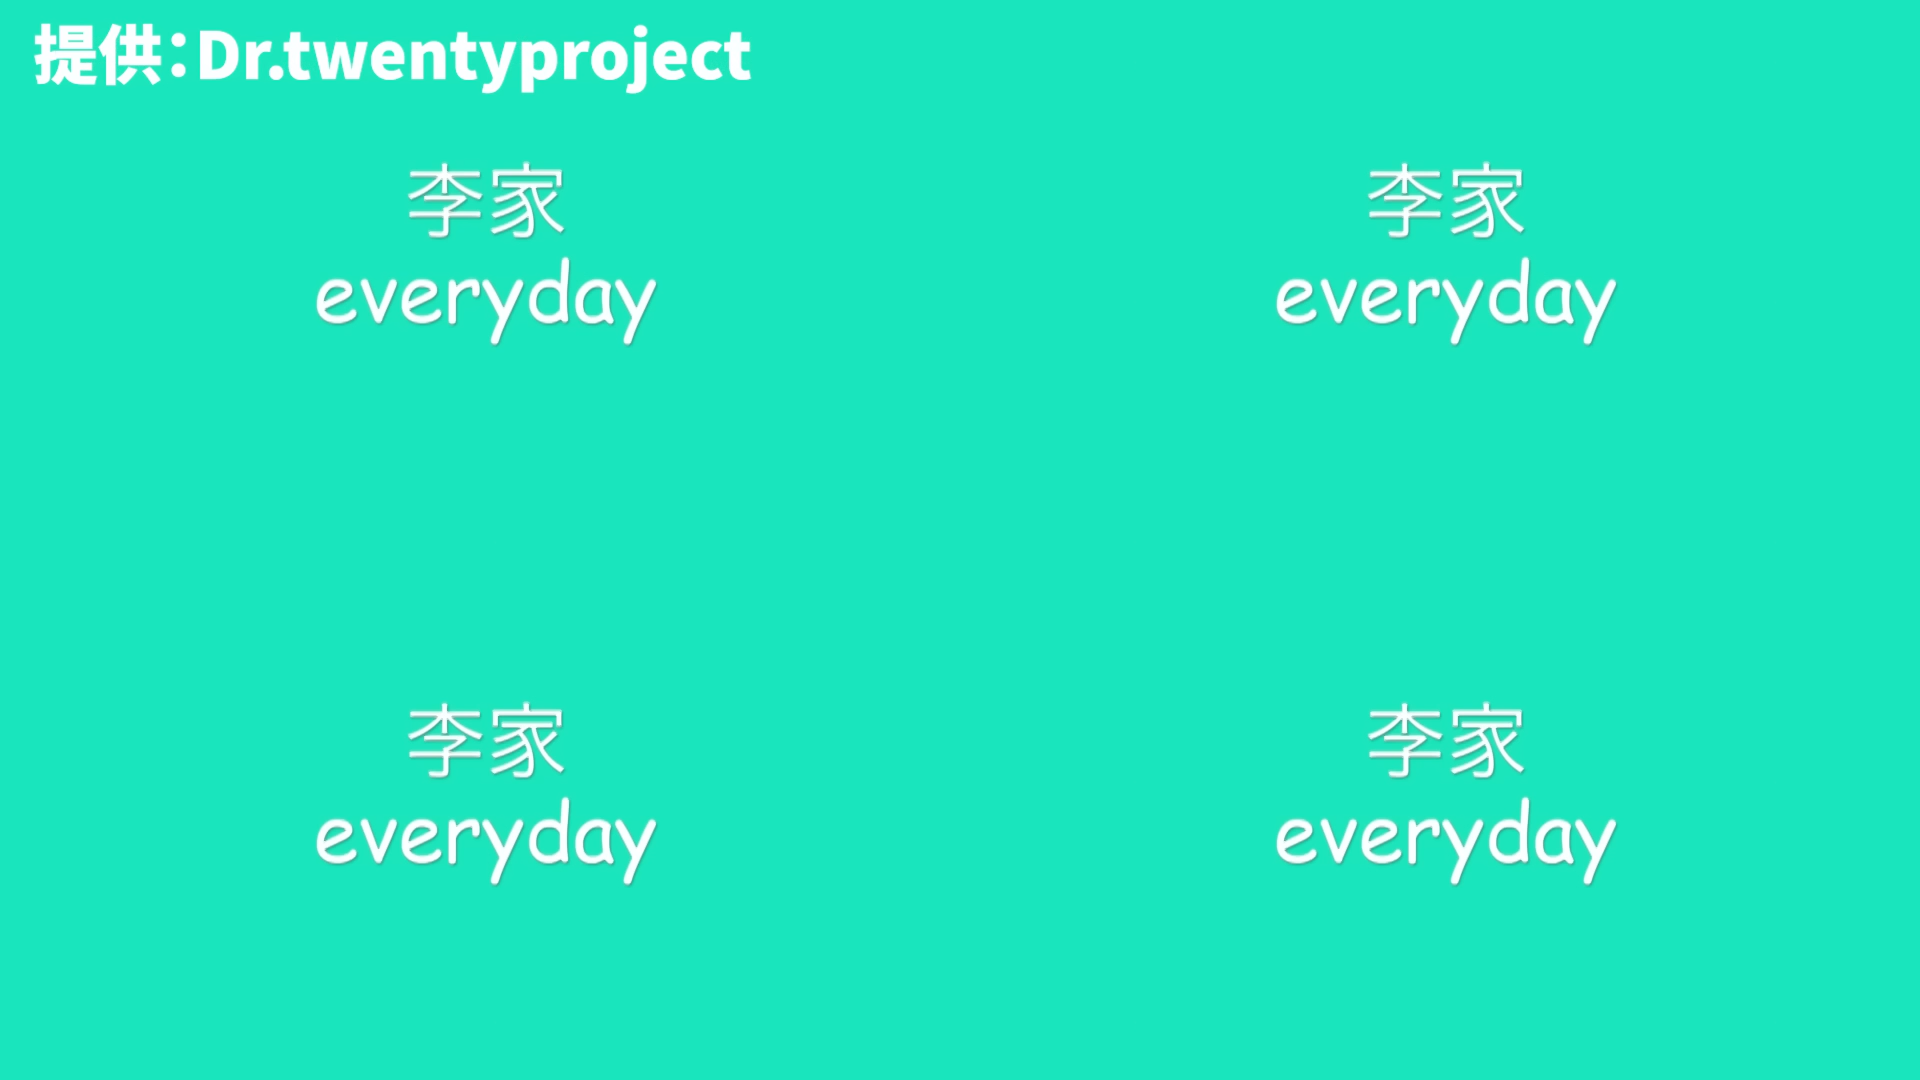 提供：Dr.twentyproject
李家
everyday
李家
everyday
李家
everyday
李家
everyday